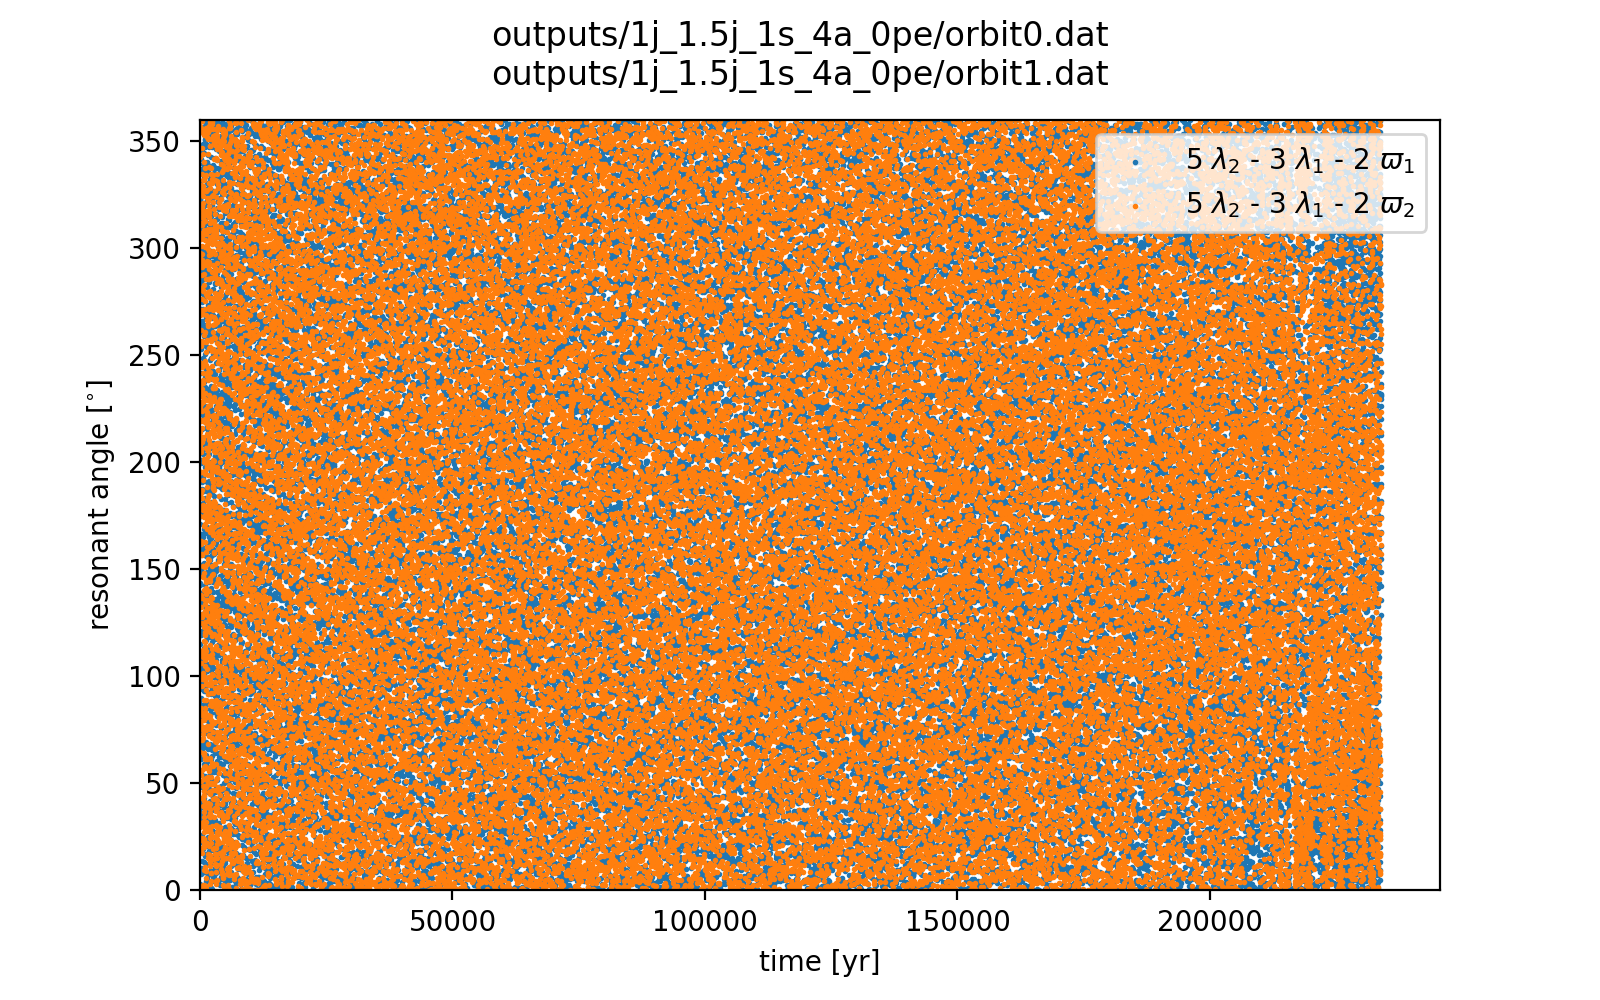 outputs/1j_1.5j_1s_4a_0pe/orbit0.dat
outputs/1j_1.5j_1s_4a_0pe/orbit1.dat
350
300
250
200
150
100
50
0
resonant angle [°]
5 λ₂ - 3 λ₁ - 2 ϖ₁
5 λ₂ - 3 λ₁ - 2 ϖ₂
0 50000 100000 150000 200000
time [yr]